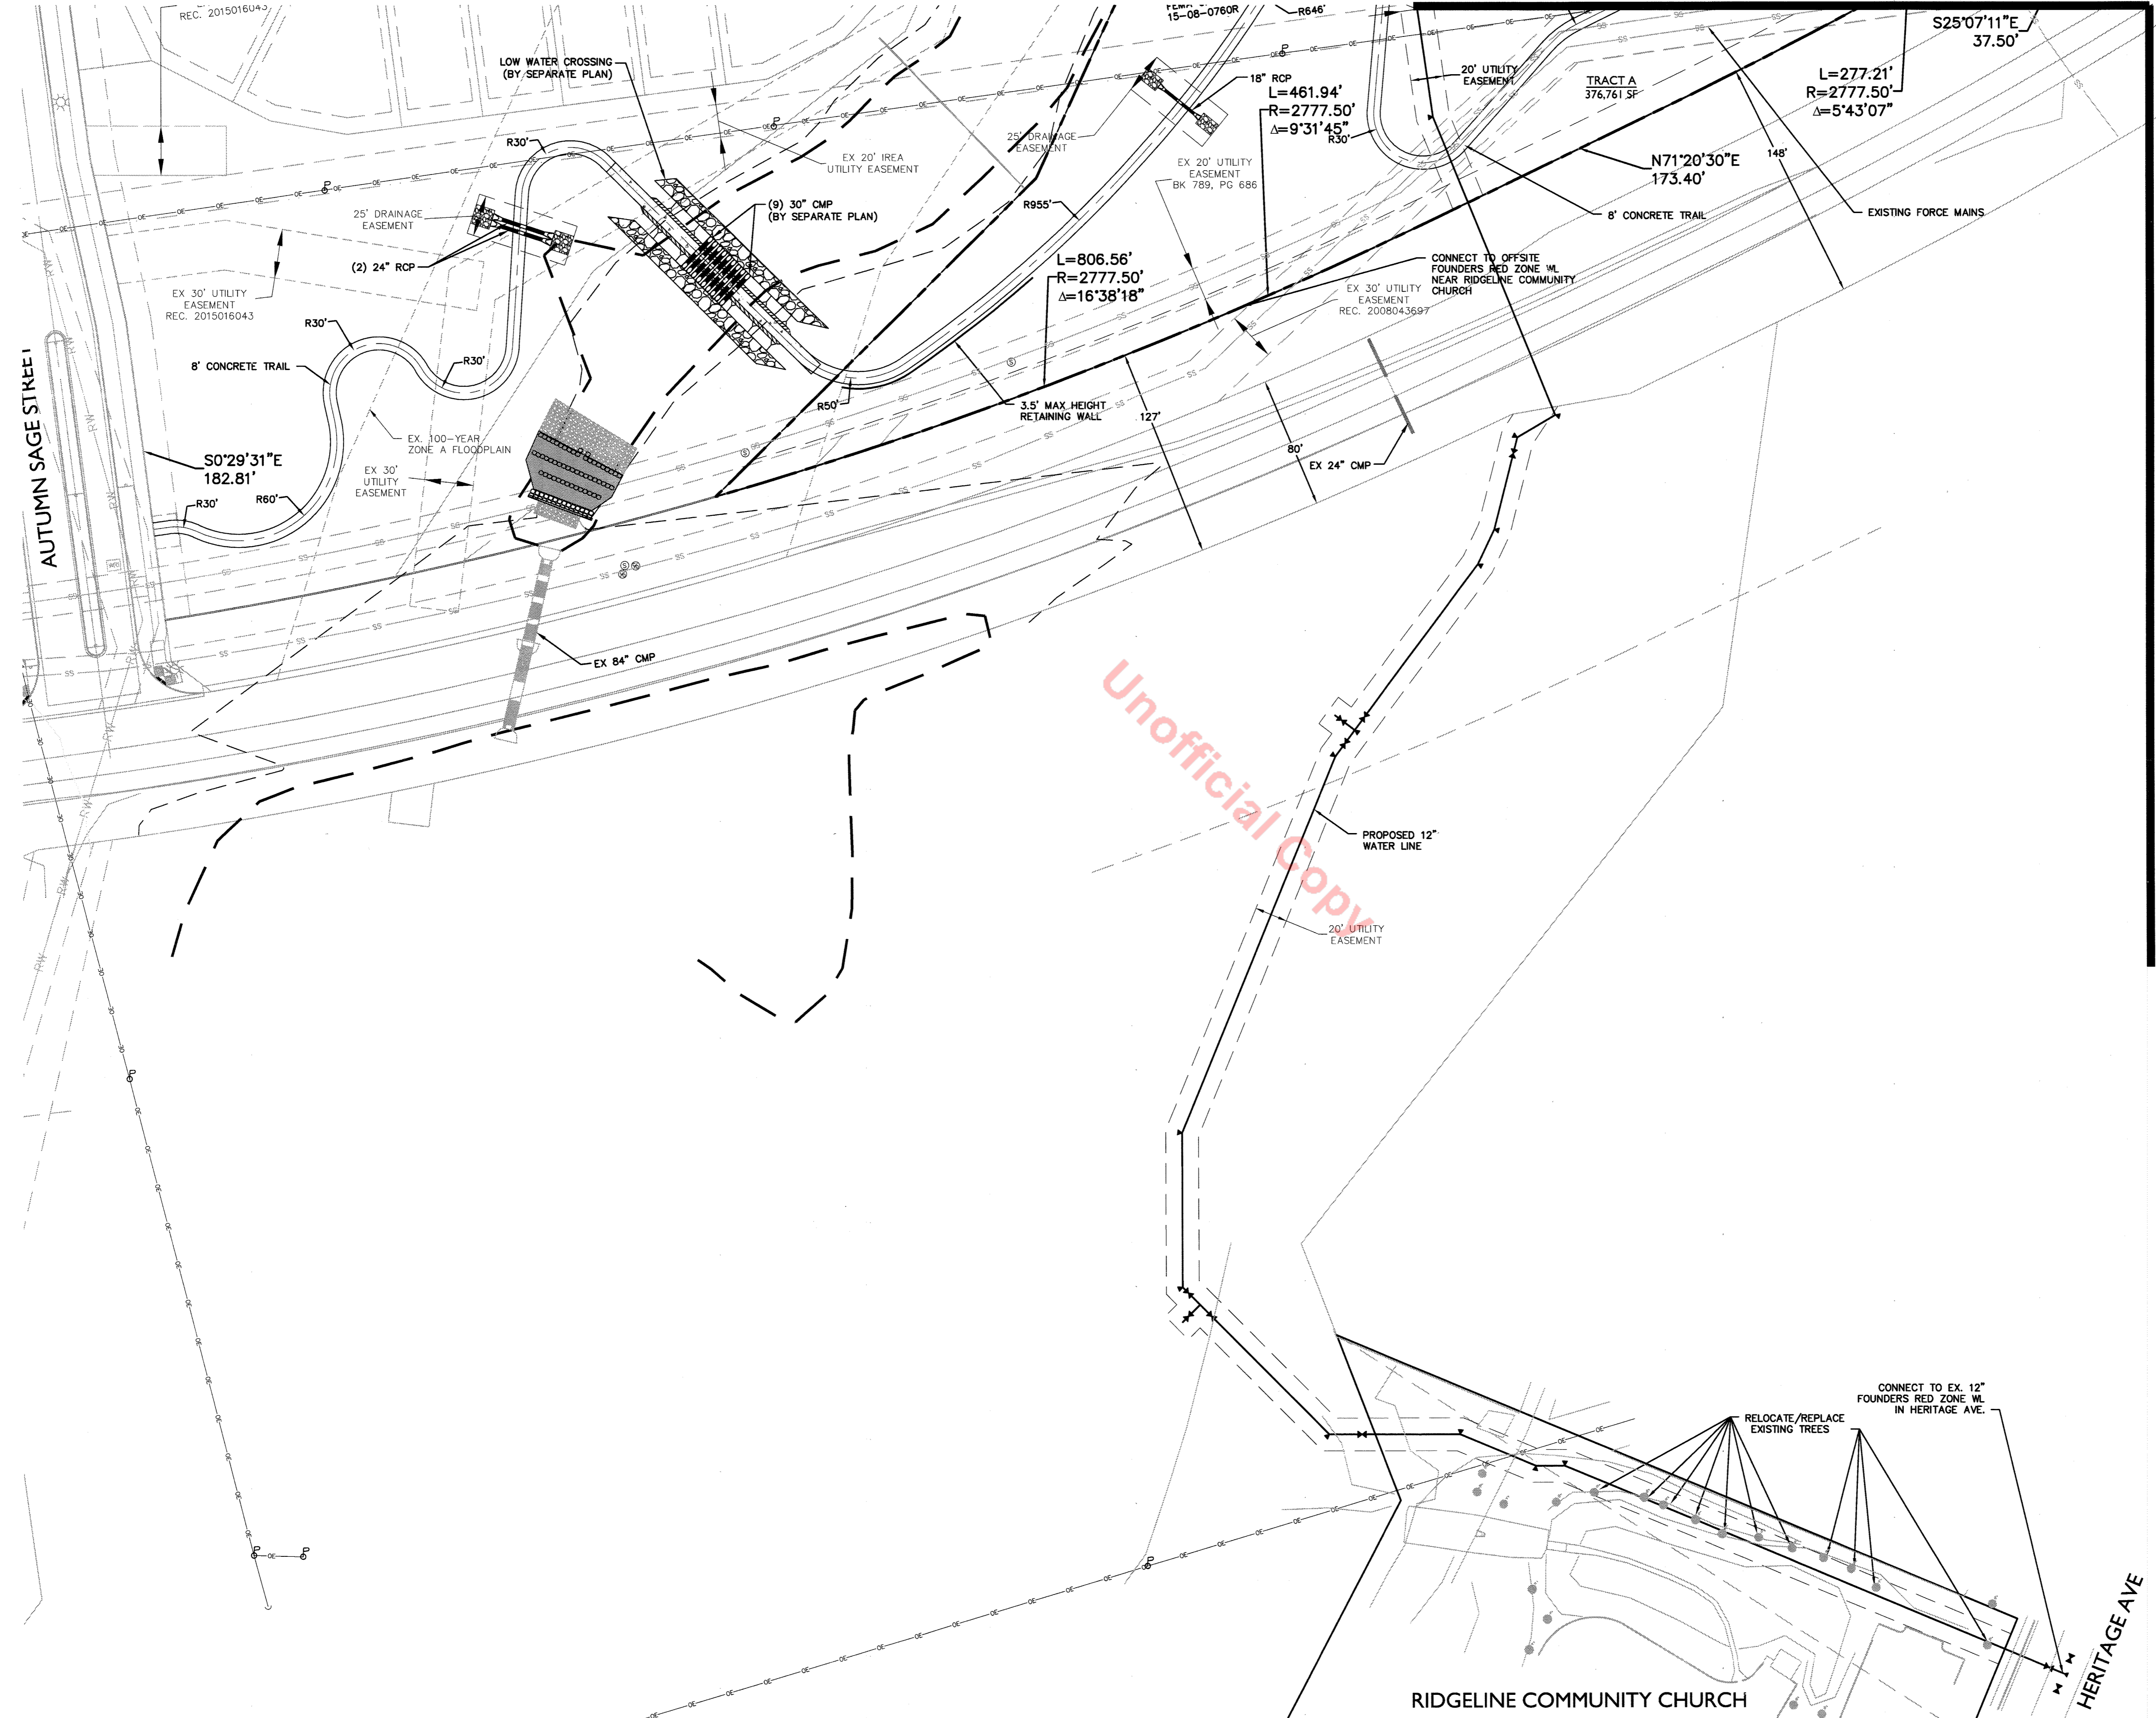 REC. 2015016043
LOW WATER CROSSING
(BY SEPARATE PLAN)
15-08-0760R
R646'
S25°07'11"E
37.50'
18" RCP
L=461.94'
R=2777.50'
Δ=9°31'45"
20' UTILITY
EASEMENT
TRACT A
376,761 SF
L=277.21'
R=2777.50'
Δ=5°43'07"
R30'
R30'
25' DRAINAGE
EASEMENT
EX 20' IREA
UTILITY EASEMENT
EX 20' UTILITY
EASEMENT
BK 789, PG 686
N71°20'30"E
173.40'
148'
25' DRAINAGE
EASEMENT
(9) 30" CMP
(BY SEPARATE PLAN)
R955'
8' CONCRETE TRAIL
EXISTING FORCE MAINS
(2) 24" RCP
L=806.56'
R=2777.50'
Δ=16°38'18"
CONNECT TO OFFSITE
FOUNDERS RED ZONE WL
NEAR RIDGELINE COMMUNITY
CHURCH
EX 30' UTILITY
EASEMENT
REC. 2015016043
EX 30' UTILITY
EASEMENT
REC. 2008043697
R30'
R30'
8' CONCRETE TRAIL
AUTUMN SAGE STREET
R50'
3.5' MAX HEIGHT
RETAINING WALL
127'
80'
EX 24" CMP
EX. 100-YEAR
ZONE A FLOODPLAIN
S0°29'31"E
182.81'
EX 30'
UTILITY
EASEMENT
R30'
R60'
EX 84" CMP
Unofficial Copy
PROPOSED 12"
WATER LINE
20' UTILITY
EASEMENT
CONNECT TO EX. 12"
FOUNDERS RED ZONE WL
IN HERITAGE AVE.
RELOCATE/REPLACE
EXISTING TREES
HERITAGE AVE
RIDGELINE COMMUNITY CHURCH